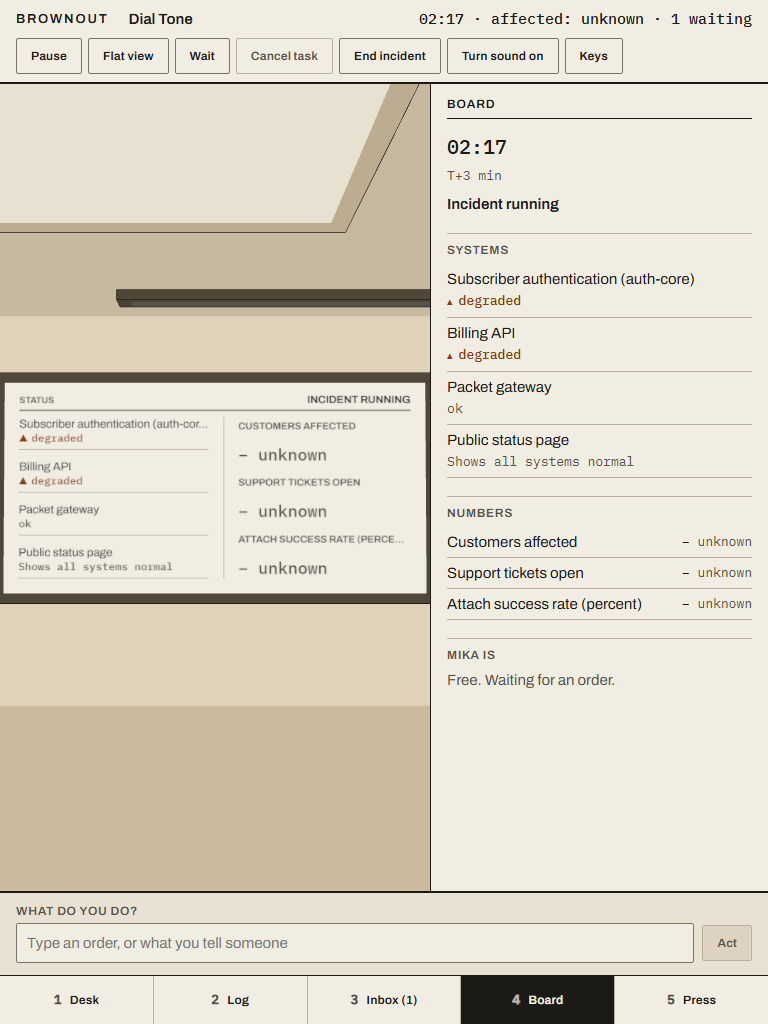 BROWNOUT Dial Tone 02:17 · affected: unknown · 1 waiting
Pause Flat view Wait Cancel task End incident Turn sound on Keys
STATUS INCIDENT RUNNING
Subscriber authentication (auth-cor...
▲ degraded
Billing API
▲ degraded
Packet gateway
ok
Public status page
Shows all systems normal
CUSTOMERS AFFECTED
– unknown
SUPPORT TICKETS OPEN
– unknown
ATTACH SUCCESS RATE (PERCE...
– unknown
BOARD
02:17
T+3 min
Incident running
SYSTEMS
Subscriber authentication (auth-core)
▲ degraded
Billing API
▲ degraded
Packet gateway
ok
Public status page
Shows all systems normal
NUMBERS
Customers affected – unknown
Support tickets open – unknown
Attach success rate (percent) – unknown
MIKA IS
Free. Waiting for an order.
WHAT DO YOU DO?
Type an order, or what you tell someone Act
1 Desk 2 Log 3 Inbox (1) 4 Board 5 Press